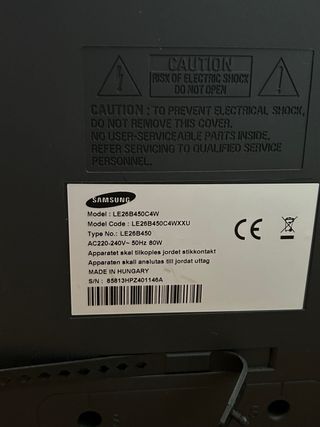 CAUTION
RISK OF ELECTRIC SHOCK
DO NOT OPEN
CAUTION : TO PREVENT ELECTRICAL SHOCK,
DO NOT REMOVE THIS COVER.
NO USER-SERVICEABLE PARTS INSIDE,
REFER SERVICING TO QUALIFIED SERVICE
PERSONNEL.
SAMSUNG
Model : LE26B450C4W
Model Code : LE26B450C4WXXU
Type No.: LE26B450
AC220-240V~ 50Hz 80W
Apparatet skal tilkoples jordet stikkontakt
Apparaten skall anslutas till jordat uttag
MADE IN HUNGARY
S/N : 85813HPZ401146A